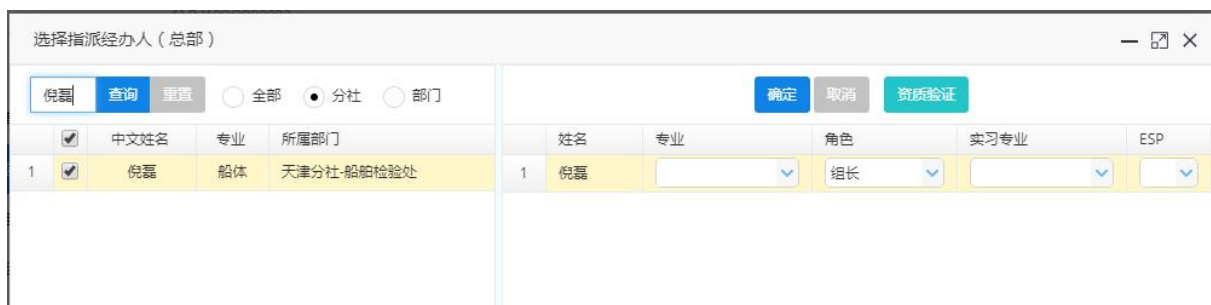 选择指派经办人（总部）
倪磊 查询 重置 全部 分社 部门 确定 取消 资质验证
中文姓名 专业 所属部门 姓名 专业 角色 实习专业 ESP
1 倪磊 船体 天津分社-船舶检验处 1 倪磊 组长